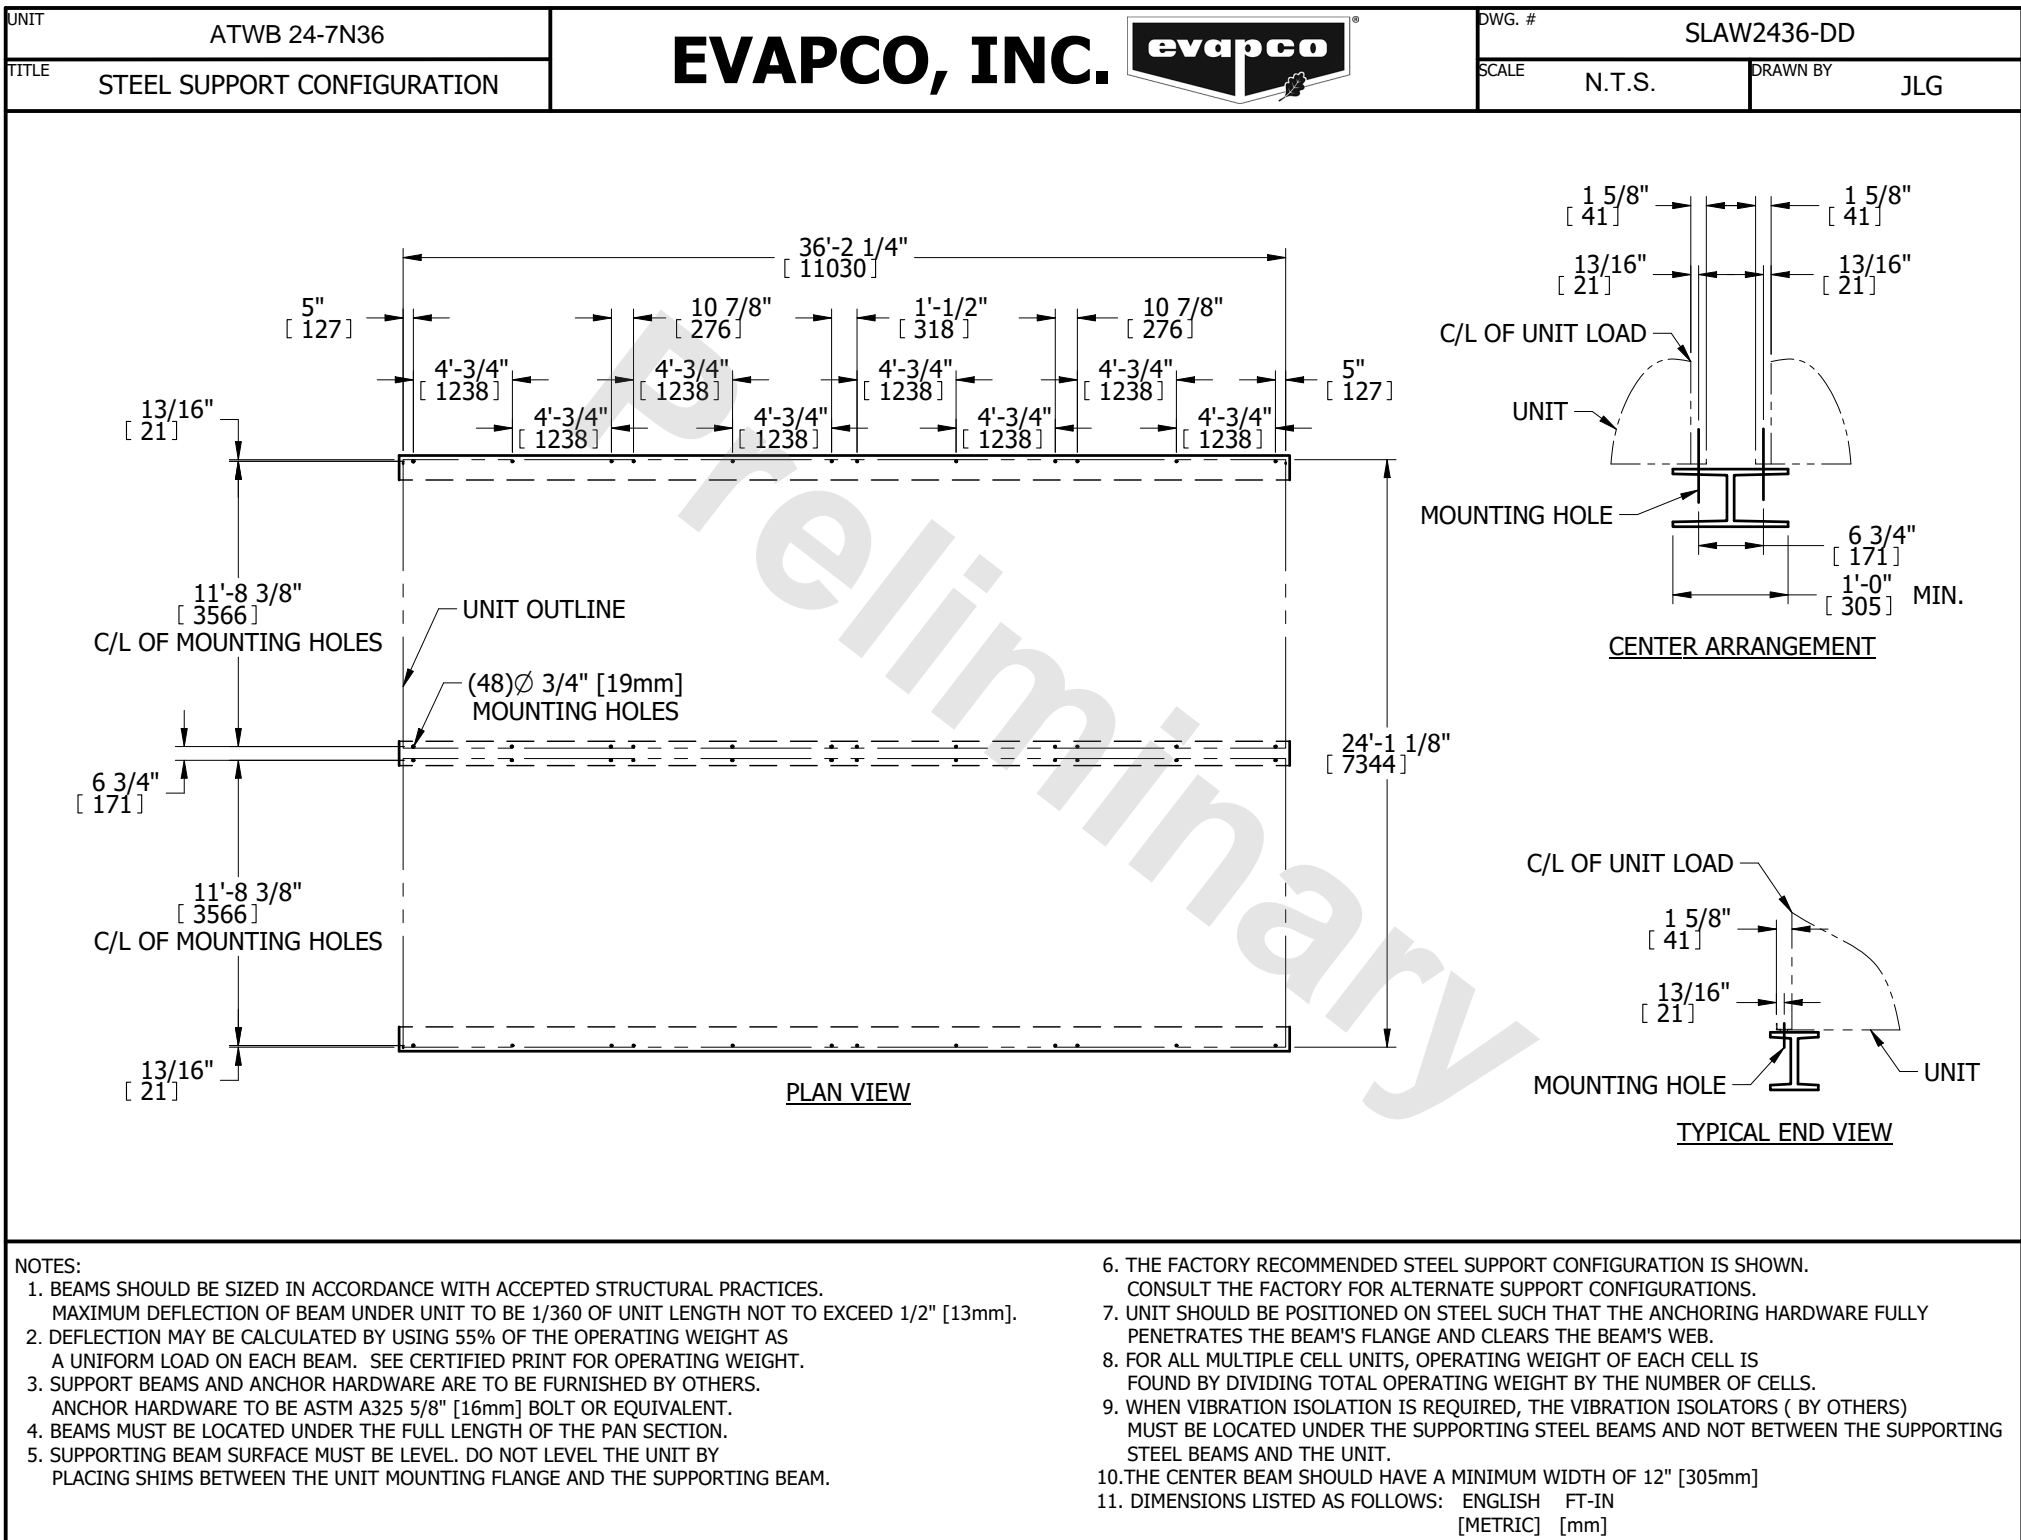 UNIT
ATWB 24-7N36
TITLE
STEEL SUPPORT CONFIGURATION
EVAPCO, INC.
evapco
®
DWG. #
SLAW2436-DD
SCALE
N.T.S.
DRAWN BY
JLG
36'-2 1/4"
[ 11030]
5"
[ 127]
10 7/8"
[ 276]
1'-1/2"
[ 318]
10 7/8"
[ 276]
4'-3/4"
[ 1238]
4'-3/4"
[ 1238]
4'-3/4"
[ 1238]
4'-3/4"
[ 1238]
5"
[ 127]
4'-3/4"
[ 1238]
4'-3/4"
[ 1238]
4'-3/4"
[ 1238]
4'-3/4"
[ 1238]
13/16"
[ 21]
11'-8 3/8"
[ 3566]
C/L OF MOUNTING HOLES
UNIT OUTLINE
(48)Ø 3/4" [19mm]
MOUNTING HOLES
6 3/4"
[ 171]
24'-1 1/8"
[ 7344]
11'-8 3/8"
[ 3566]
C/L OF MOUNTING HOLES
13/16"
[ 21]
PLAN VIEW
Preliminary
1 5/8"
[ 41]
1 5/8"
[ 41]
13/16"
[ 21]
13/16"
[ 21]
C/L OF UNIT LOAD
UNIT
MOUNTING HOLE
6 3/4"
[ 171]
1'-0"
[ 305]
MIN.
CENTER ARRANGEMENT
C/L OF UNIT LOAD
1 5/8"
[ 41]
13/16"
[ 21]
MOUNTING HOLE
UNIT
TYPICAL END VIEW
NOTES:
1. BEAMS SHOULD BE SIZED IN ACCORDANCE WITH ACCEPTED STRUCTURAL PRACTICES.
MAXIMUM DEFLECTION OF BEAM UNDER UNIT TO BE 1/360 OF UNIT LENGTH NOT TO EXCEED 1/2" [13mm].
2. DEFLECTION MAY BE CALCULATED BY USING 55% OF THE OPERATING WEIGHT AS
A UNIFORM LOAD ON EACH BEAM. SEE CERTIFIED PRINT FOR OPERATING WEIGHT.
3. SUPPORT BEAMS AND ANCHOR HARDWARE ARE TO BE FURNISHED BY OTHERS.
ANCHOR HARDWARE TO BE ASTM A325 5/8" [16mm] BOLT OR EQUIVALENT.
4. BEAMS MUST BE LOCATED UNDER THE FULL LENGTH OF THE PAN SECTION.
5. SUPPORTING BEAM SURFACE MUST BE LEVEL. DO NOT LEVEL THE UNIT BY
PLACING SHIMS BETWEEN THE UNIT MOUNTING FLANGE AND THE SUPPORTING BEAM.
6. THE FACTORY RECOMMENDED STEEL SUPPORT CONFIGURATION IS SHOWN.
CONSULT THE FACTORY FOR ALTERNATE SUPPORT CONFIGURATIONS.
7. UNIT SHOULD BE POSITIONED ON STEEL SUCH THAT THE ANCHORING HARDWARE FULLY
PENETRATES THE BEAM'S FLANGE AND CLEARS THE BEAM'S WEB.
8. FOR ALL MULTIPLE CELL UNITS, OPERATING WEIGHT OF EACH CELL IS
FOUND BY DIVIDING TOTAL OPERATING WEIGHT BY THE NUMBER OF CELLS.
9. WHEN VIBRATION ISOLATION IS REQUIRED, THE VIBRATION ISOLATORS ( BY OTHERS)
MUST BE LOCATED UNDER THE SUPPORTING STEEL BEAMS AND NOT BETWEEN THE SUPPORTING
STEEL BEAMS AND THE UNIT.
10.THE CENTER BEAM SHOULD HAVE A MINIMUM WIDTH OF 12" [305mm]
11. DIMENSIONS LISTED AS FOLLOWS: ENGLISH FT-IN
[METRIC] [mm]